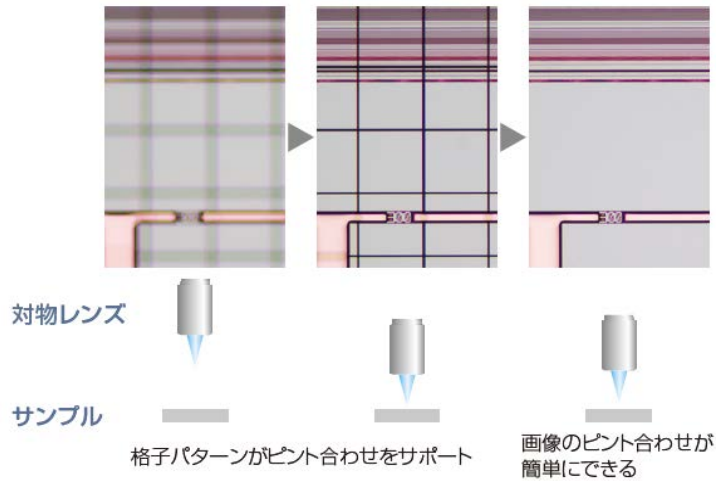 対物レンズ
サンプル
格子パターンがピント合わせをサポート
画像のピント合わせが
簡単にできる